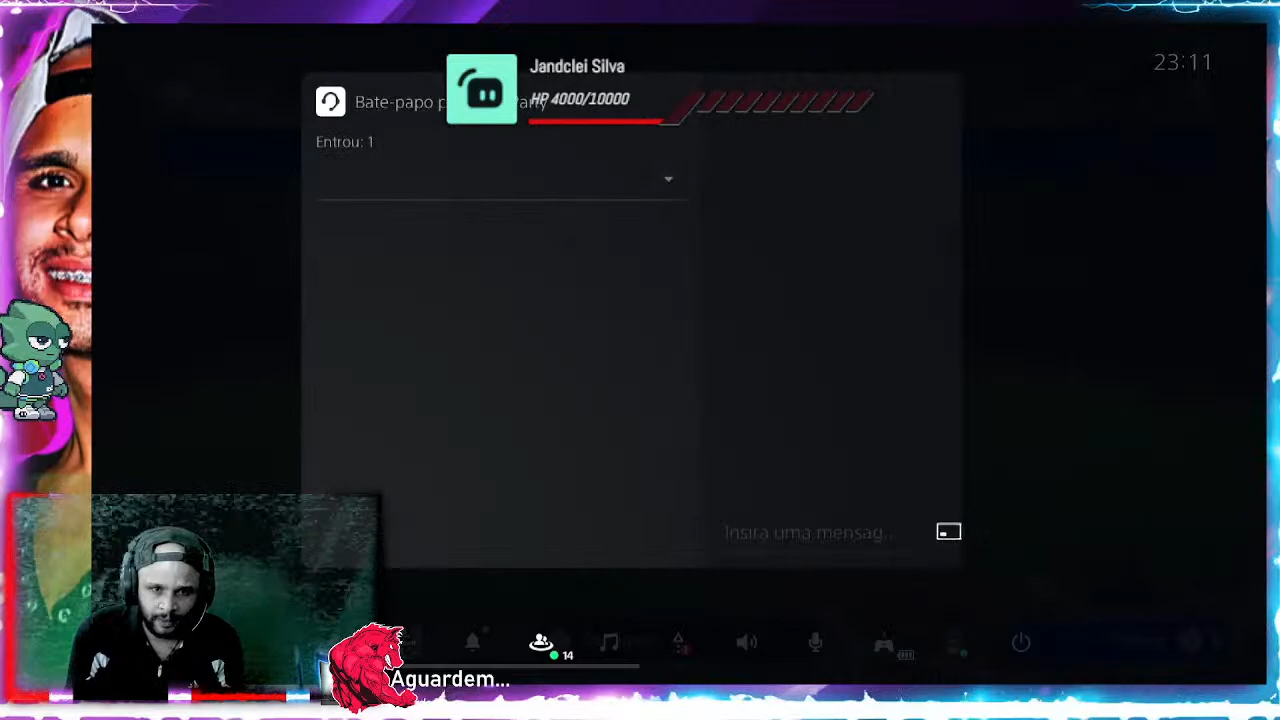 23:11
Jandclei Silva
HP 4000/10000
Bate-papo p
Entrou: 1
Insira uma mensag...
14
Aguardem...